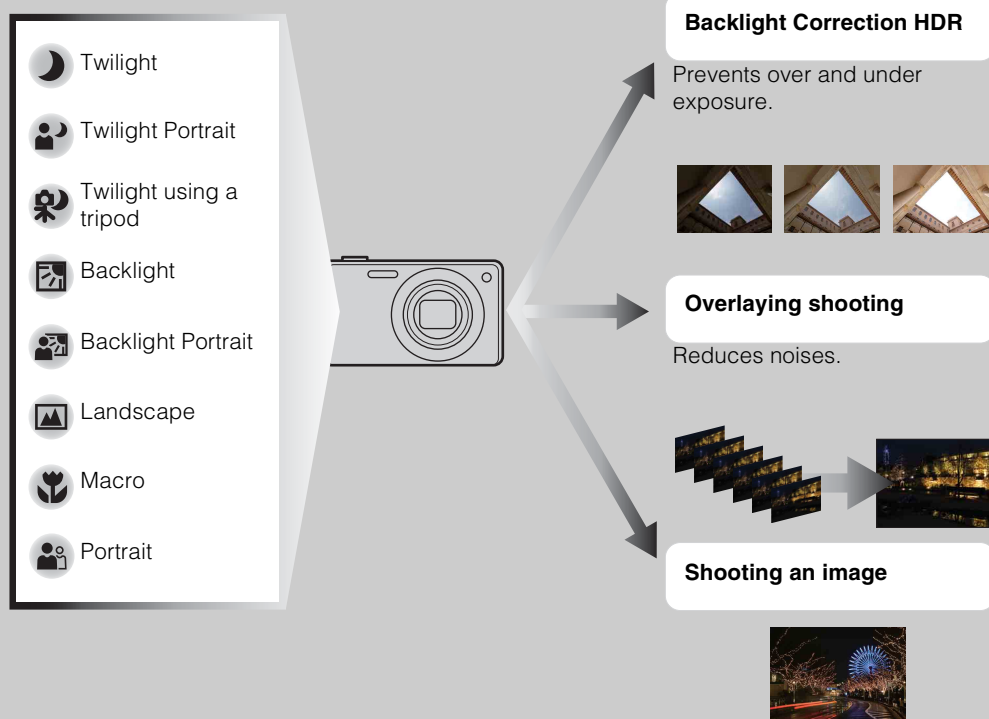 Twilight
Twilight Portrait
Twilight using a
tripod
Backlight
Backlight Portrait
Landscape
Macro
Portrait
Backlight Correction HDR
Prevents over and under
exposure.
Overlaying shooting
Reduces noises.
Shooting an image